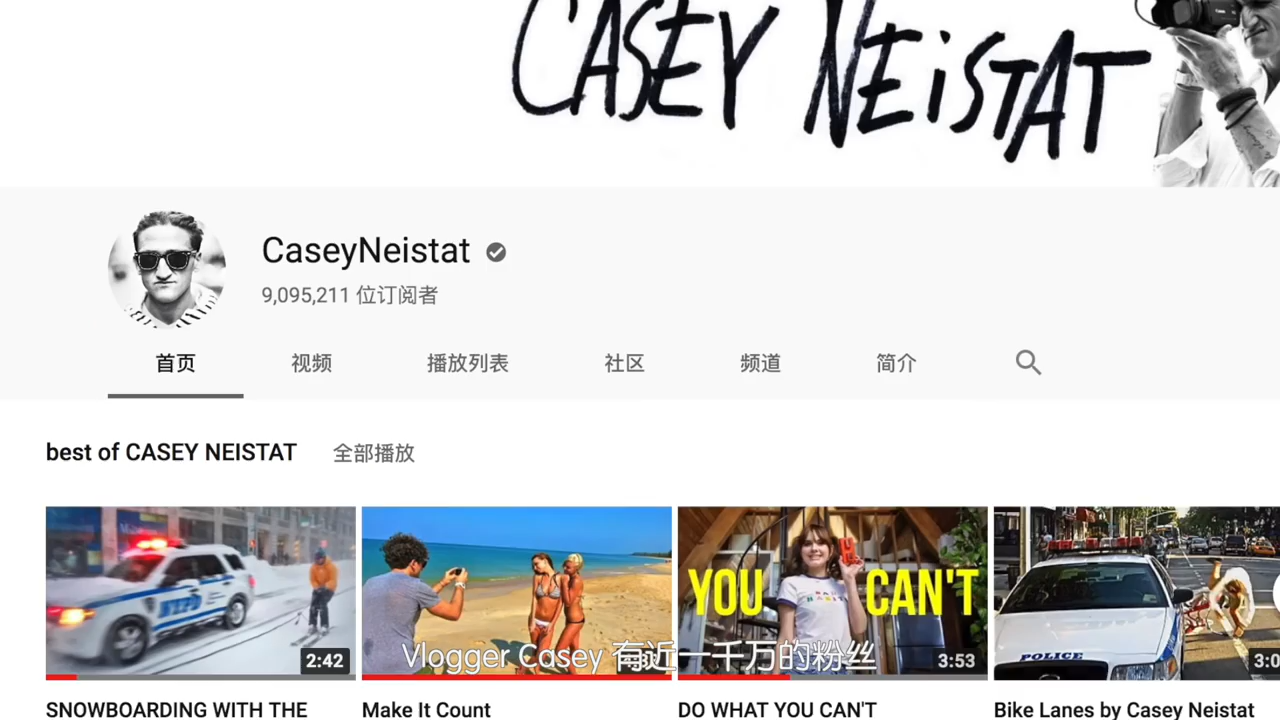 CASEY NEiSTAT
CaseyNeistat
9,095,211 位订阅者
首页 视频 播放列表 社区 频道 简介
best of CASEY NEISTAT 全部播放
NYPD
YOU CAN'T
POLICE
Vlogger Casey 有近一千万的粉丝
2:42
3:53
3:0
SNOWBOARDING WITH THE
Make It Count
DO WHAT YOU CAN'T
Bike Lanes by Casey Neistat